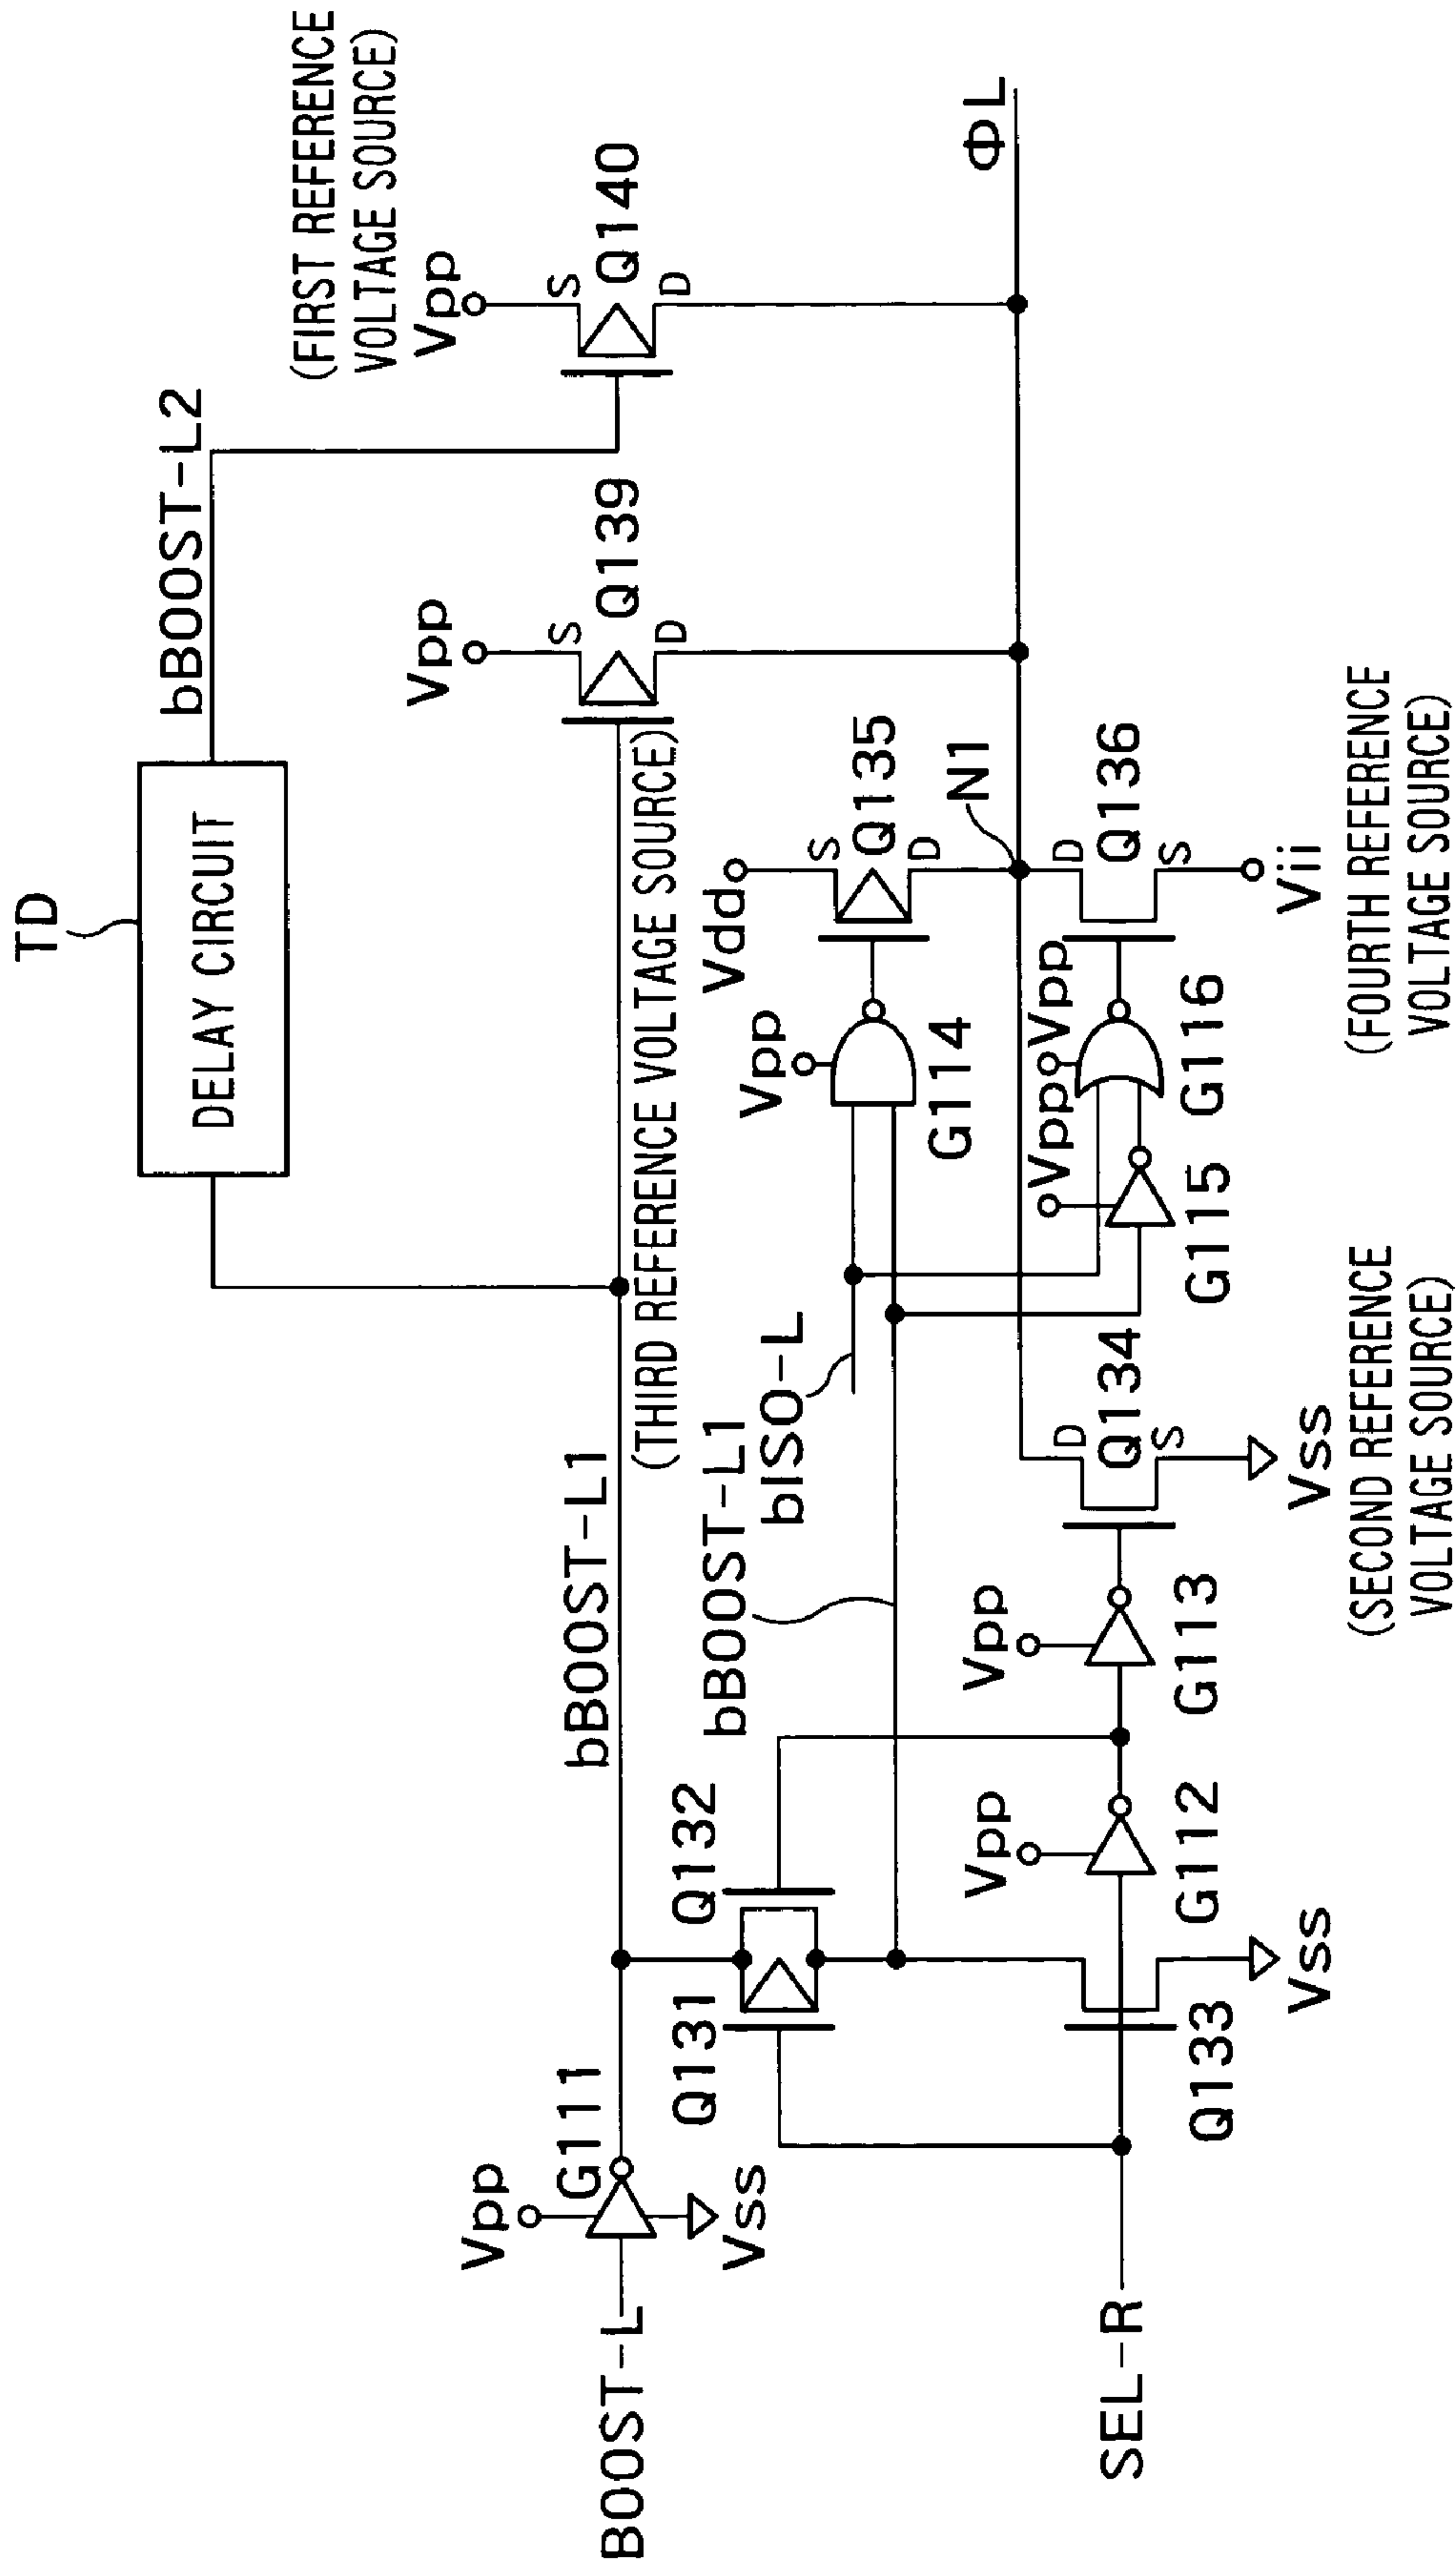 TD
DELAY CIRCUIT
bBOOST-L2
(FIRST REFERENCE
VOLTAGE SOURCE)
Vpp
S
Q140
D
Vpp
S
Q139
D
ΦL
Vpp
G111
BOOST-L
Vss
bBOOST-L1
(THIRD REFERENCE VOLTAGE SOURCE)
Q131
Q132
bBOOST-L1
bISO-L
Vpp
G114
Vdd
S
Q135
D
N1
Vpp
G115
Vpp
G116
D
Q136
S
Vii
(FOURTH REFERENCE
VOLTAGE SOURCE)
SEL-R
Q133
Vss
Vpp
G112
Vpp
G113
D
Q134
S
Vss
(SECOND REFERENCE
VOLTAGE SOURCE)